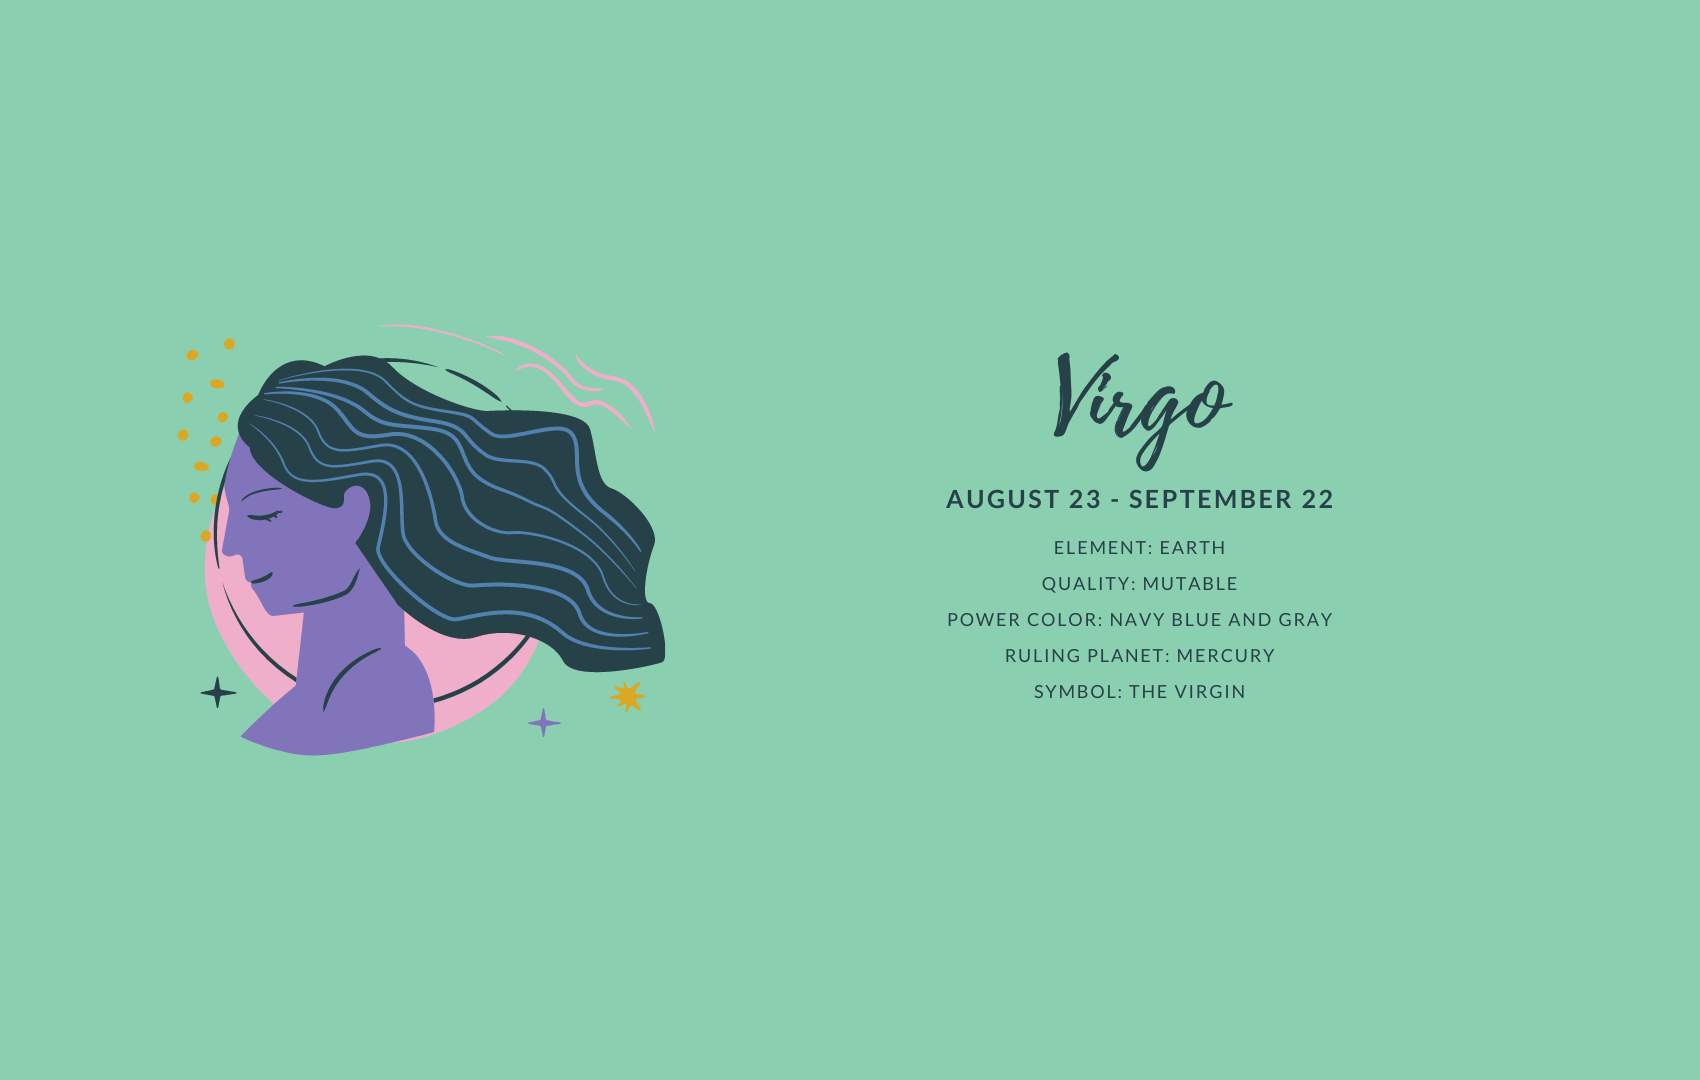 Virgo
AUGUST 23 - SEPTEMBER 22
ELEMENT: EARTH
QUALITY: MUTABLE
POWER COLOR: NAVY BLUE AND GRAY
RULING PLANET: MERCURY
SYMBOL: THE VIRGIN